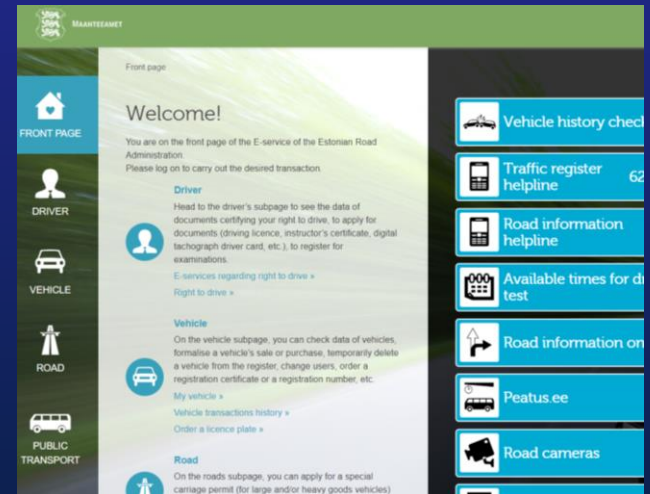 MAANTEEAMET
Front page
FRONT PAGE
DRIVER
VEHICLE
ROAD
PUBLIC
TRANSPORT
Welcome!
You are on the front page of the E-service of the Estonian Road
Administration.
Please log on to carry out the desired transaction.
Driver
Head to the driver's subpage to see the data of
documents certifying your right to drive, to apply for
documents (driving licence, instructor's certificate, digital
tachograph driver card, etc.), to register for
examinations.
E-services regarding right to drive »
Right to drive »
Vehicle
On the vehicle subpage, you can check data of vehicles,
formalise a vehicle's sale or purchase, temporarily delete
a vehicle from the register, change users, order a
registration certificate or a registration number, etc.
My vehicle »
Vehicle transactions history »
Order a licence plate »
Road
On the roads subpage, you can apply for a special
carriage permit (for large and/or heavy goods vehicles)
Vehicle history chec
Traffic register
helpline 62
Road information
helpline
Available times for dr
test
Road information on
Peatus.ee
Road cameras